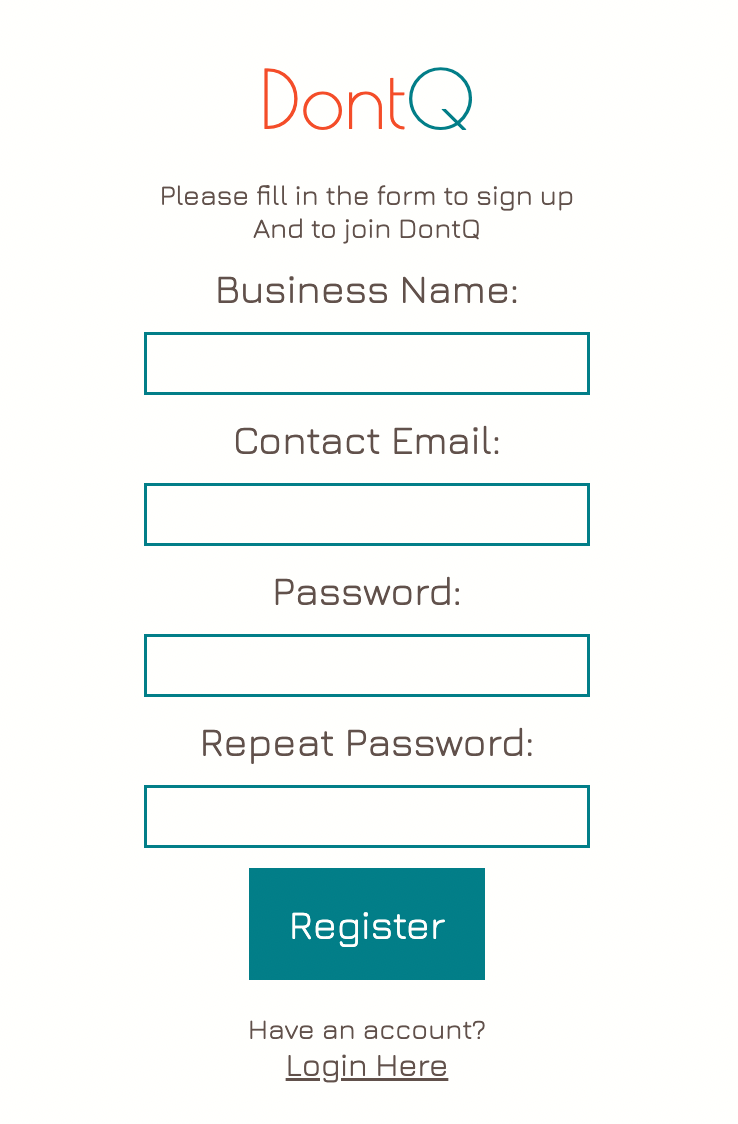 DontQ
Please fill in the form to sign up
And to join DontQ
Business Name:
Contact Email:
Password:
Repeat Password:
Register
Have an account?
Login Here